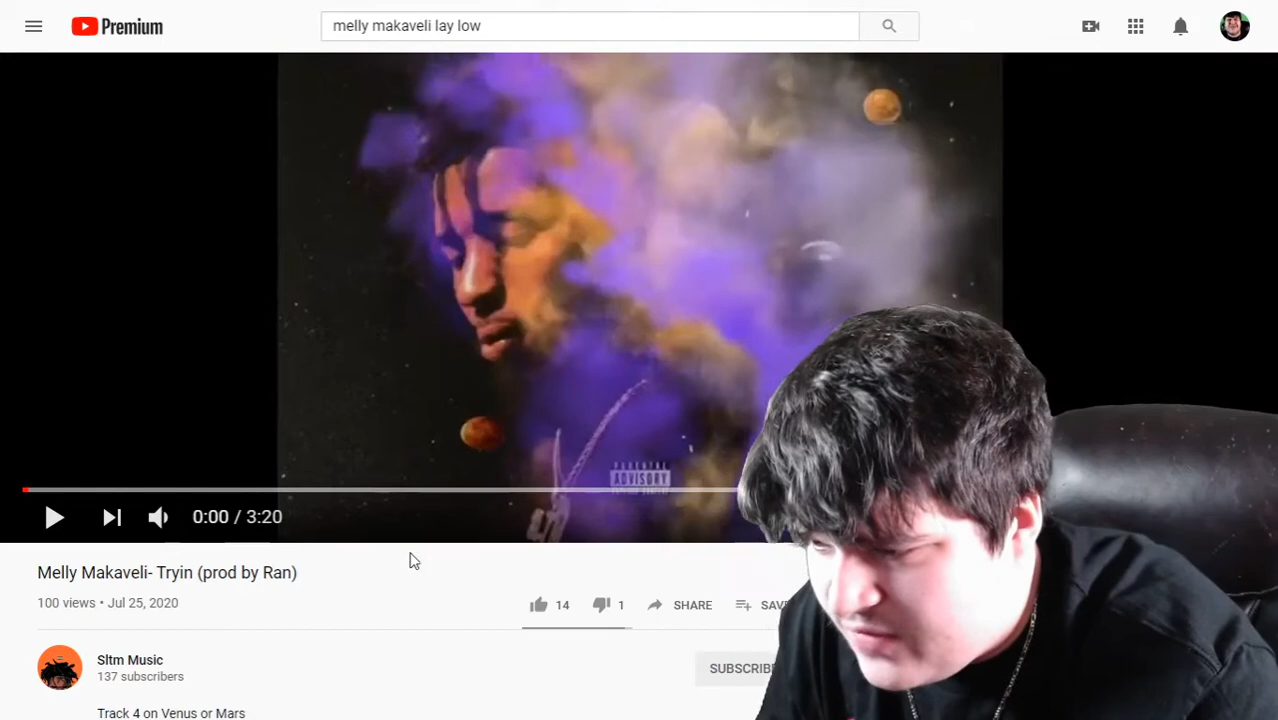 Premium
melly makaveli lay low
ADVISORY
0:00 / 3:20
Melly Makaveli- Tryin (prod by Ran)
100 views • Jul 25, 2020
14
1
SHARE
Sltm Music
137 subscribers
Track 4 on Venus or Mars